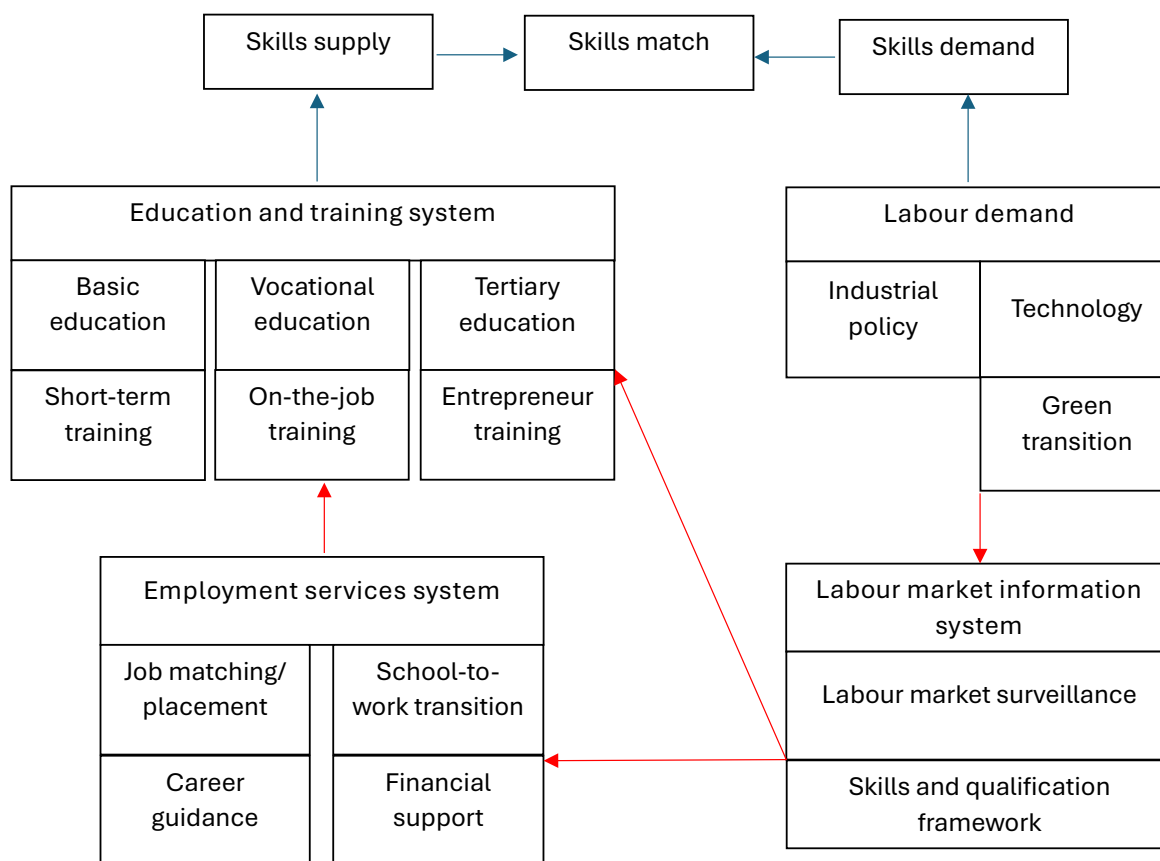 Skills supply
Skills match
Skills demand
Education and training system
Basic
education
Vocational
education
Tertiary
education
Short-term
training
On-the-job
training
Entrepreneur
training
Labour demand
Industrial
policy
Technology
Green
transition
Employment services system
Job matching/
placement
School-to-
work transition
Career
guidance
Financial
support
Labour market information
system
Labour market surveillance
Skills and qualification
framework